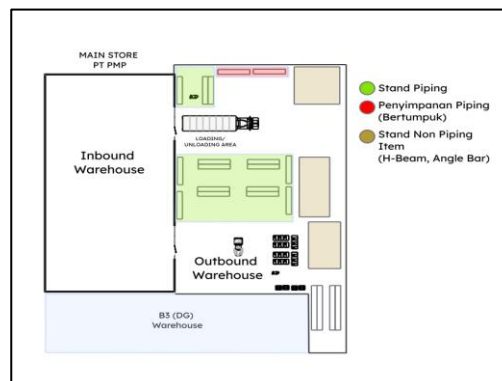 MAIN STORE
PT PMP
Inbound
Warehouse
LOADING/
UNLOADING AREA
Outbound
Warehouse
B3 (DG)
Warehouse
Stand Piping
Penyimpanan Piping
(Bertumpuk)
Stand Non Piping
Item
(H-Beam, Angle Bar)